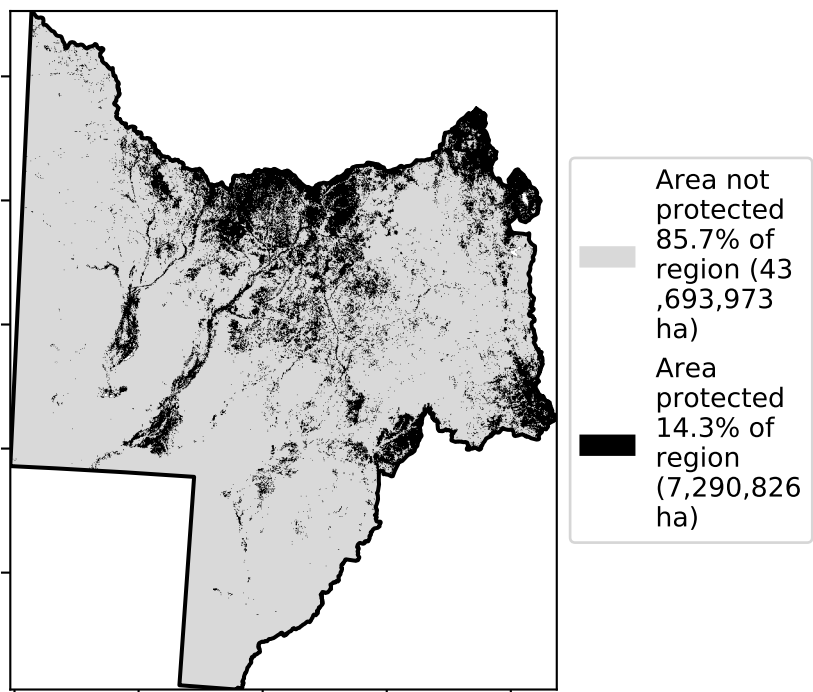 Area not
protected
85.7% of
region (43
,693,973
ha)
Area
protected
14.3% of
region
(7,290,826
ha)